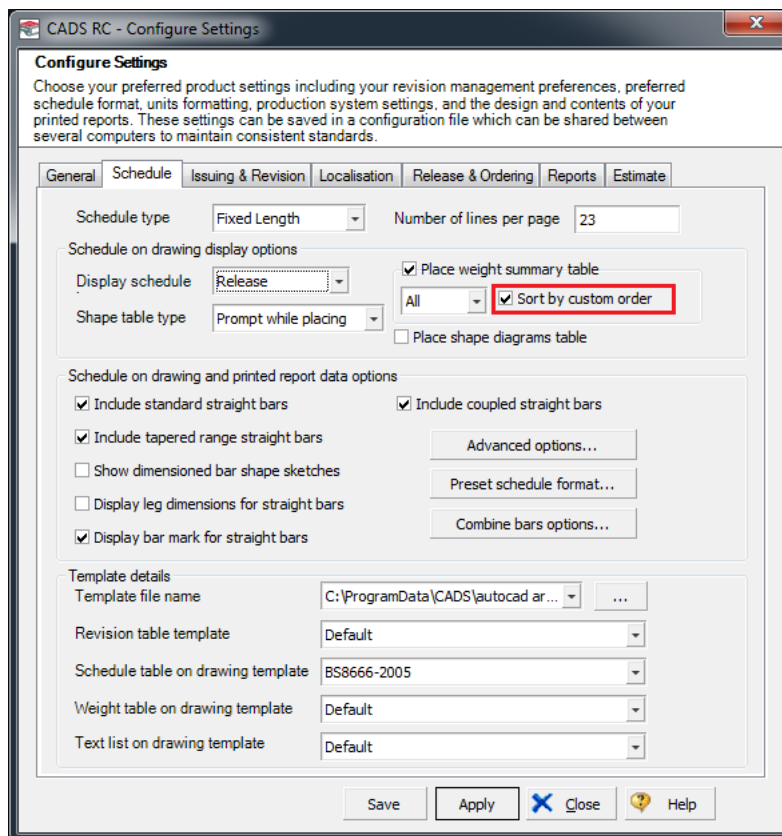 CADS RC - Configure Settings
Configure Settings
Choose your preferred product settings including your revision management preferences, preferred
schedule format, units formatting, production system settings, and the design and contents of your
printed reports. These settings can be saved in a configuration file which can be shared between
several computers to maintain consistent standards.
General Schedule Issuing & Revision Localisation Release & Ordering Reports Estimate
Schedule type Fixed Length Number of lines per page 23
Schedule on drawing display options
Display schedule Release
Place weight summary table
All Sort by custom order
Shape table type Prompt while placing
Place shape diagrams table
Schedule on drawing and printed report data options
Include standard straight bars Include coupled straight bars
Include tapered range straight bars Advanced options...
Show dimensioned bar shape sketches Preset schedule format...
Display leg dimensions for straight bars Combine bars options...
Display bar mark for straight bars
Template details
Template file name C:\ProgramData\CADS\autocad ar... ...
Revision table template Default
Schedule table on drawing template BS8666-2005
Weight table on drawing template Default
Text list on drawing template Default
Save Apply Close Help